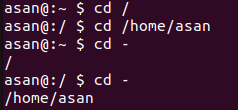 asan@:~ $ cd /
asan@:/ $ cd /home/asan
asan@:~ $ cd -
/
asan@:/ $ cd -
/home/asan